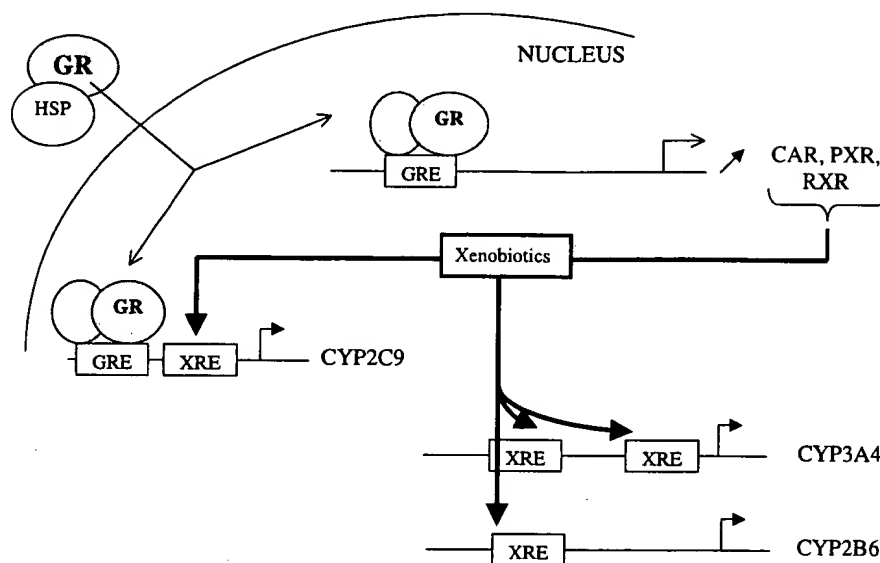 NUCLEUS
GR
HSP
GR
GRE
CAR, PXR,
RXR
Xenobiotics
GR
GRE
XRE
CYP2C9
XRE
XRE
CYP3A4
XRE
CYP2B6